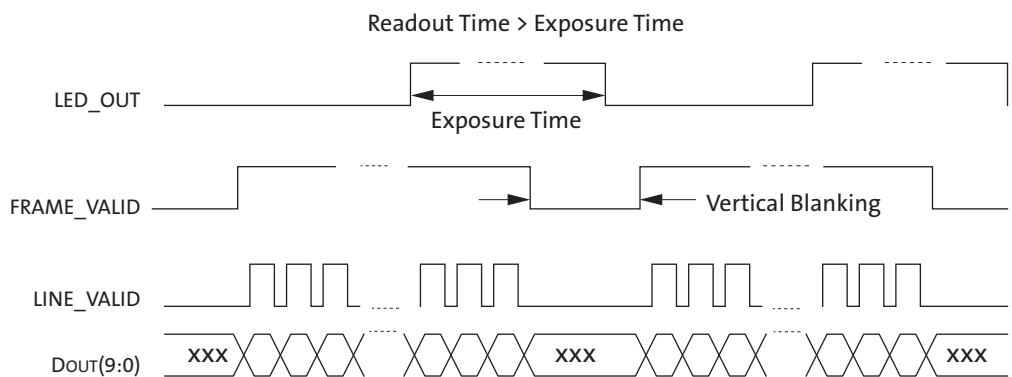 Readout Time > Exposure Time
LED_OUT
Exposure Time
FRAME_VALID
Vertical Blanking
LINE_VALID
DOUT(9:0)
XXX
XXX
XXX